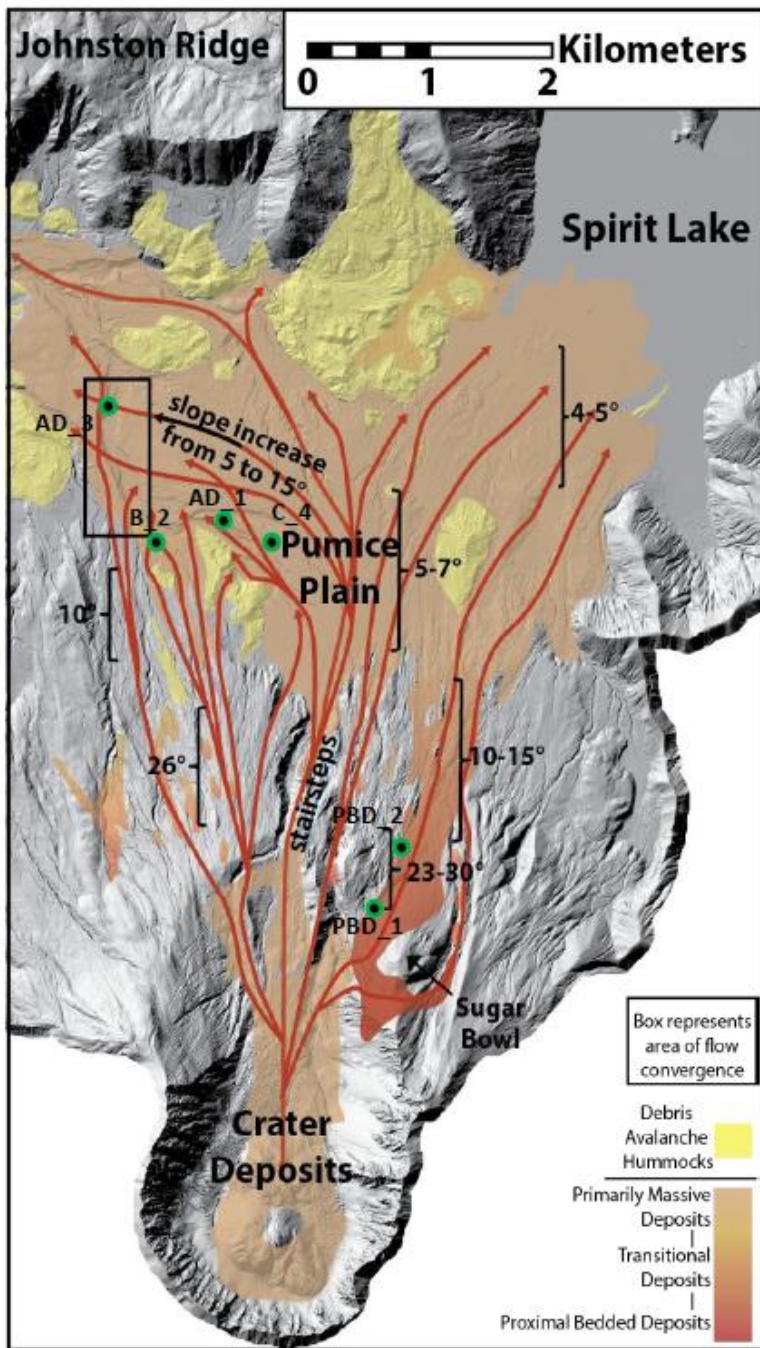 Johnston Ridge
Kilometers
0 1 2
Spirit Lake
4-5°
AD_3
slope increase
from 5 to 15°
AD_1
B_2
C_4
Pumice
Plain
5-7°
10°
26°
stairsteps
10-15°
PBD_2
23-30°
PBD_1
Sugar
Bowl
Box represents
area of flow
convergence
Crater
Deposits
Debris
Avalanche
Hummocks
Primarily Massive
Deposits
|
Transitional
Deposits
|
Proximal Bedded Deposits